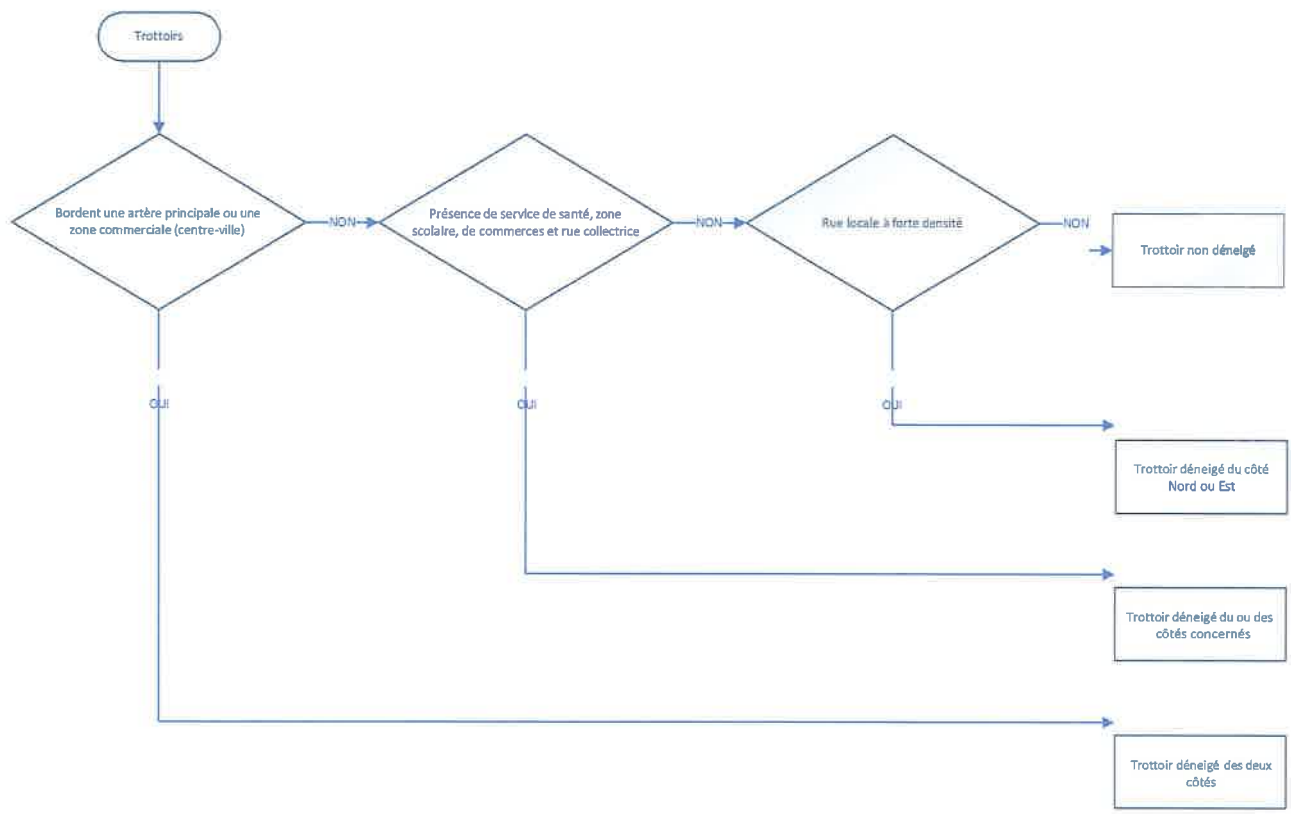 Trottoirs
Bordent une artère principale ou une
zone commerciale (centre-ville)
NON
Présence de service de santé, zone
scolaire, de commerces et rue collectrice
NON
Rue locale à forte densité
NON
Trottoir non déneigé
OUI
OUI
OUI
Trottoir déneigé du côté
Nord ou Est
Trottoir déneigé du ou des
côtés concernés
Trottoir déneigé des deux
côtés